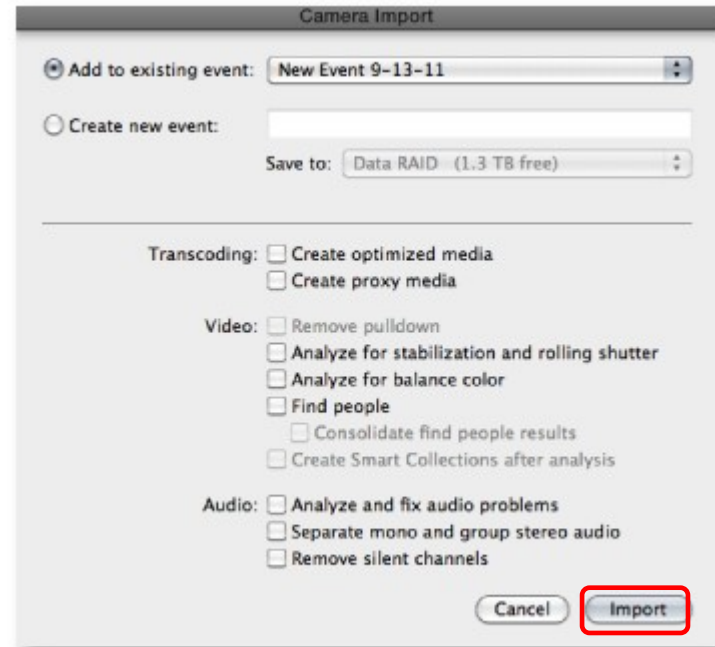 Camera Import
Add to existing event: New Event 9-13-11
Create new event:
Save to: Data RAID (1.3 TB free)
Transcoding: Create optimized media
Create proxy media
Video: Remove pulldown
Analyze for stabilization and rolling shutter
Analyze for balance color
Find people
Consolidate find people results
Create Smart Collections after analysis
Audio: Analyze and fix audio problems
Separate mono and group stereo audio
Remove silent channels
Cancel Import